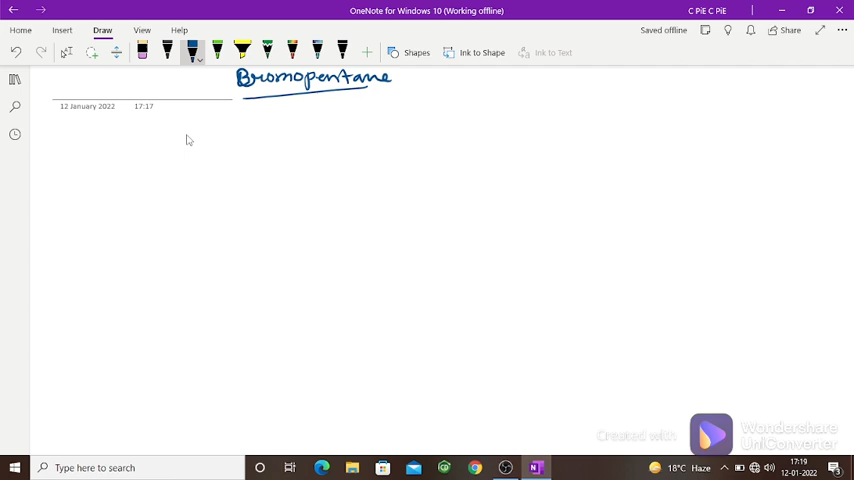 OneNote for Windows 10 (Working offline)
C PiE C PiE
Home Insert Draw View Help
Saved offline
Share
Shapes
Ink to Shape
Ink to Text
Bromopentane
12 January 2022 17:17
Created with
Wondershare
UniConverter
Type here to search
18°C Haze
17:19
12-01-2022
3